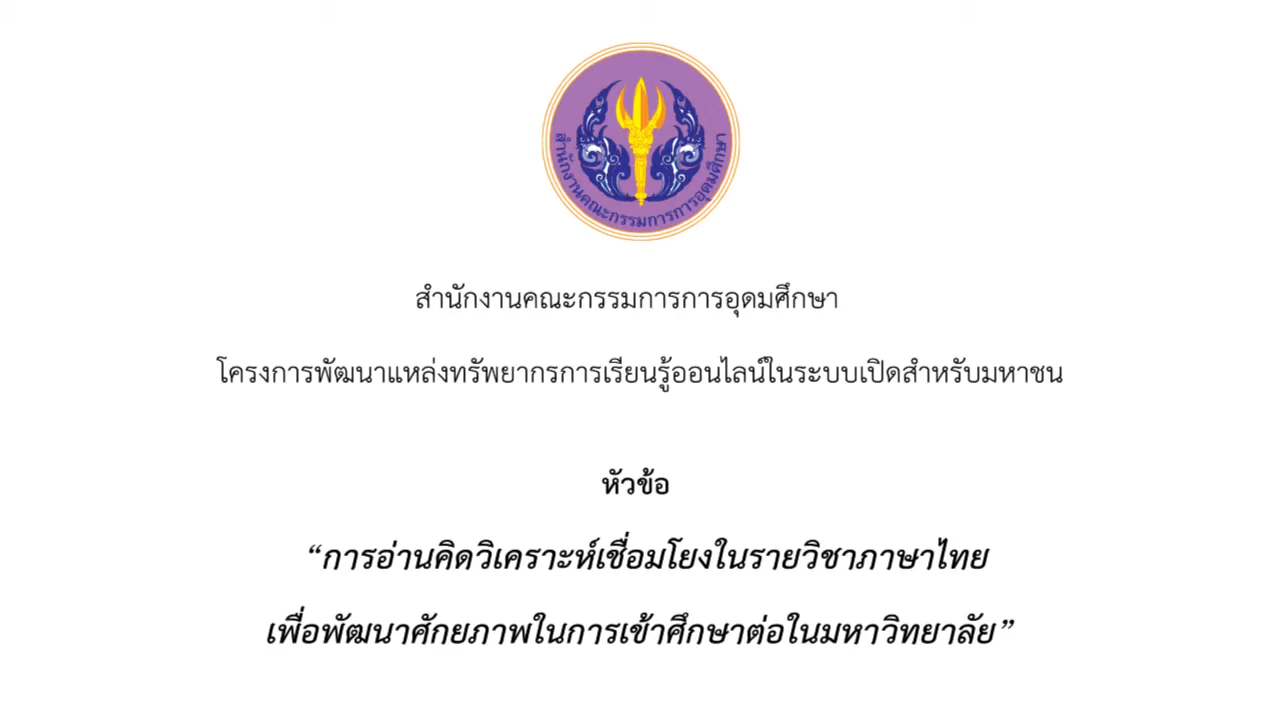 สำนักงานคณะกรรมการการอุดมศึกษา
สำนักงานคณะกรรมการการอุดมศึกษา
โครงการพัฒนาแหล่งทรัพยากรการเรียนรู้ออนไลน์ในระบบเปิดสำหรับมหาชน
หัวข้อ
“การอ่านคิดวิเคราะห์เชื่อมโยงในรายวิชาภาษาไทย
เพื่อพัฒนาศักยภาพในการเข้าศึกษาต่อในมหาวิทยาลัย”